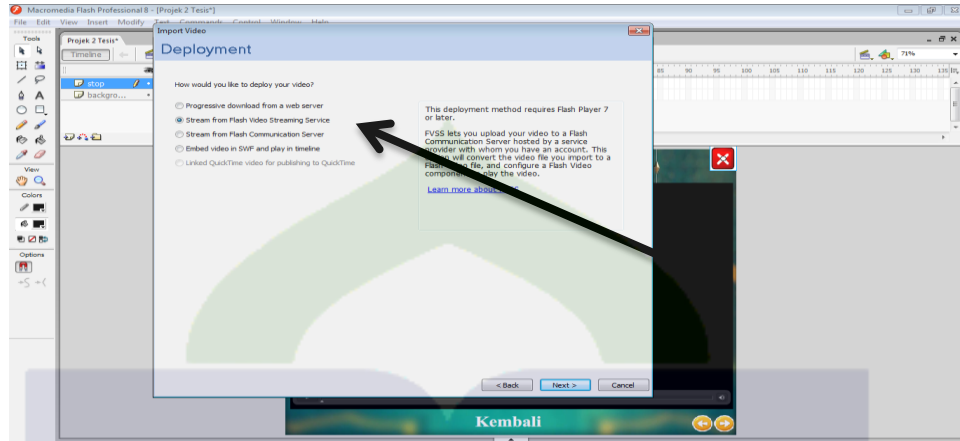 Macromedia Flash Professional 8 - [Projek 2 Tesis*]
File Edit View Insert Modify Text Commands Control Window Help
Tools
View
Colors
Options
Projek 2 Tesis*
Timeline
71%
stop
backgro...
85 90 95 100 105 110 115 120 125 130 135
Import Video
Deployment
How would you like to deploy your video?
Progressive download from a web server
Stream from Flash Video Streaming Service
Stream from Flash Communication Server
Embed video in SWF and play in timeline
Linked QuickTime video for publishing to QuickTime
This deployment method requires Flash Player 7
or later.
FVSS lets you upload your video to a Flash
Communication Server hosted by a service
provider with whom you have an account. This
will convert the video file you import to a
Flash file, and configure a Flash Video
play the video.
Learn more about
< Back Next > Cancel
Kembali